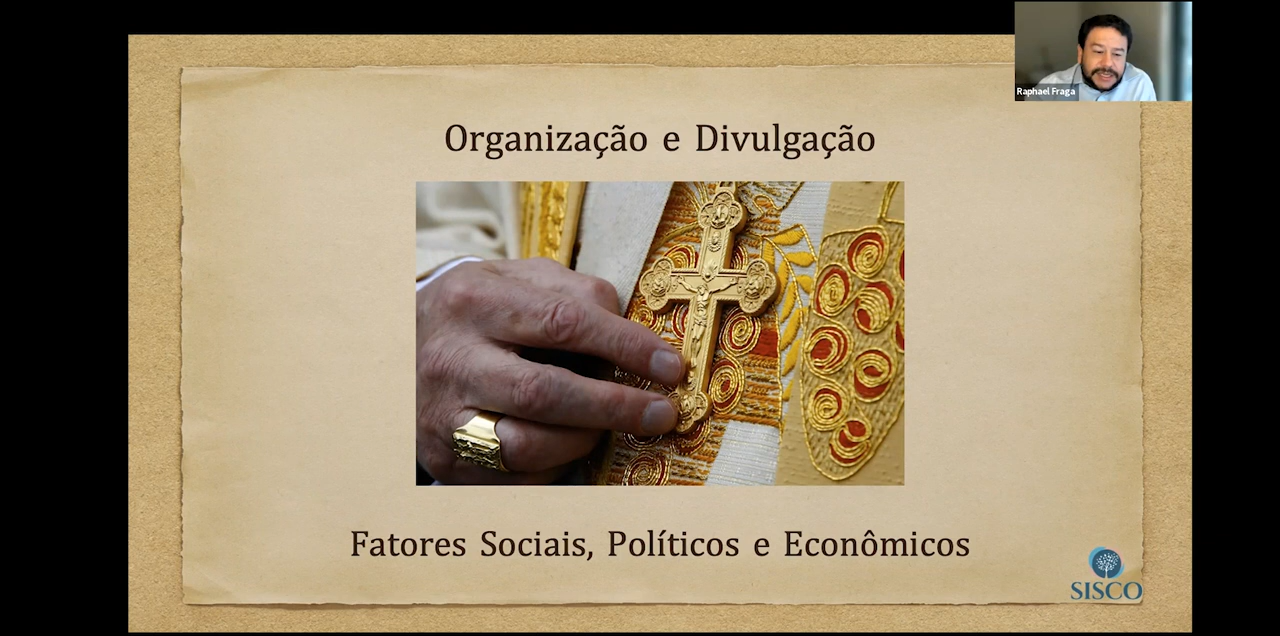 Raphael Fraga
Organização e Divulgação
Fatores Sociais, Políticos e Econômicos
SISCO